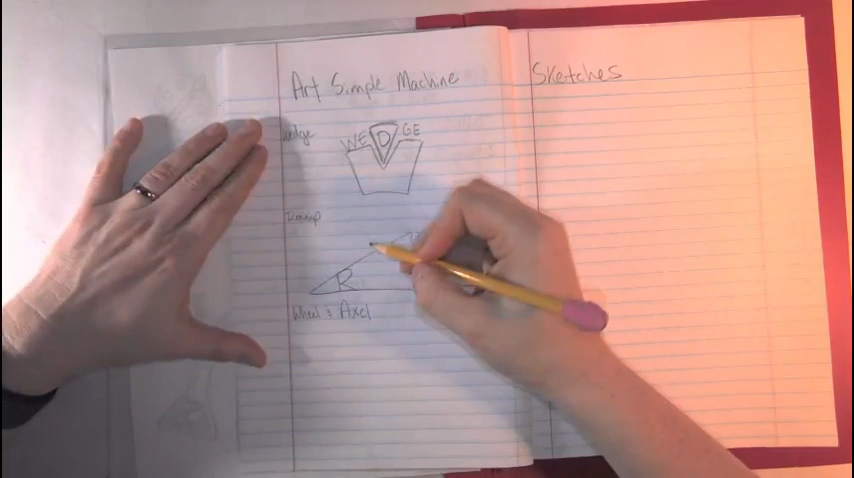 Art Simple Machine
Sketches
Wedge
WEDGE
Ramp
R
Wheel & Axel